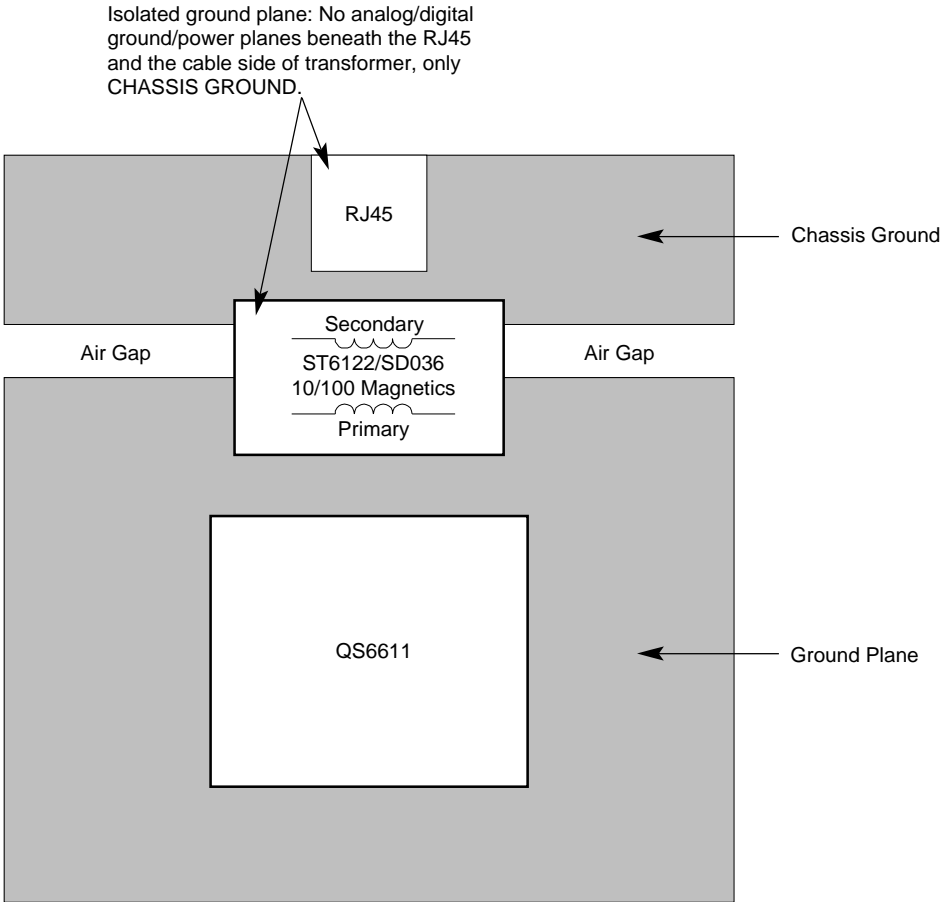 Isolated ground plane: No analog/digital
ground/power planes beneath the RJ45
and the cable side of transformer, only
CHASSIS GROUND.
RJ45
Chassis Ground
Secondary
Air Gap
ST6122/SD036
Air Gap
10/100 Magnetics
Primary
QS6611
Ground Plane